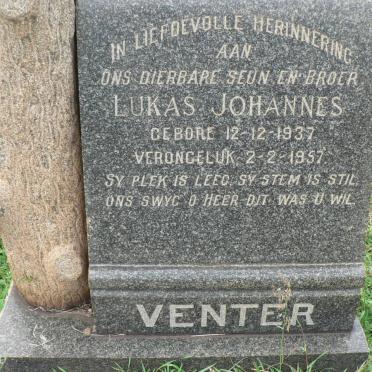 IN LIEFDEVOLLE HERINNERING
AAN
ONS DIERBARE SEUN EN BROER
LUKAS JOHANNES
GEBORE 12-12-1937
VERONGELUK 2-2-1957
SY PLEK IS LEEG, SY STEM IS STIL
ONS SWYG O HEER DIT WAS U WIL
VENTER